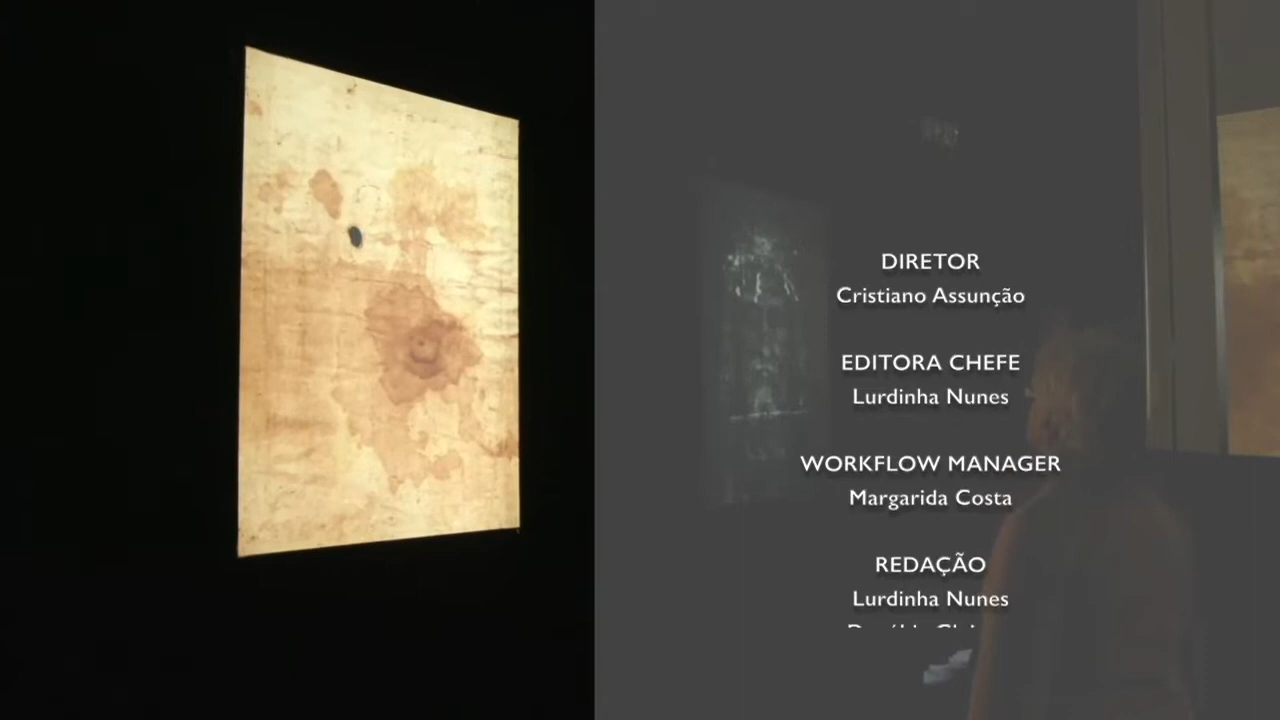 DIRETOR
Cristiano Assunção
EDITORA CHEFE
Lurdinha Nunes
WORKFLOW MANAGER
Margarida Costa
REDAÇÃO
Lurdinha Nunes